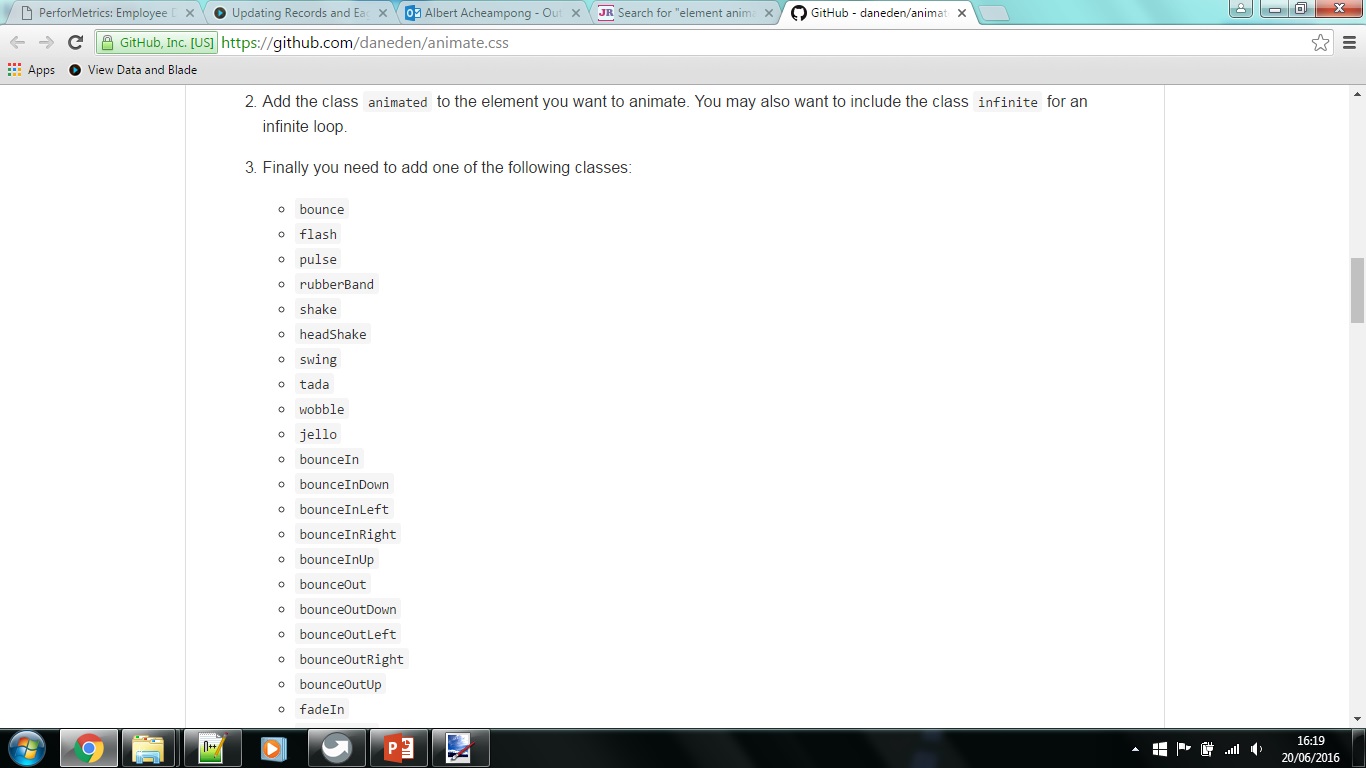 PerforMetrics: Employee
Updating Records and Eag
Albert Acheampong - Out
JR Search for "element anima
GitHub - daneden/animat
GitHub, Inc. [US] https://github.com/daneden/animate.css
Apps View Data and Blade
2. Add the class animated to the element you want to animate. You may also want to include the class infinite for an
infinite loop.
3. Finally you need to add one of the following classes:
bounce
flash
pulse
rubberBand
shake
headShake
swing
tada
wobble
jello
bounceIn
bounceInDown
bounceInLeft
bounceInRight
bounceInUp
bounceOut
bounceOutDown
bounceOutLeft
bounceOutRight
bounceOutUp
fadeIn
16:19
20/06/2016